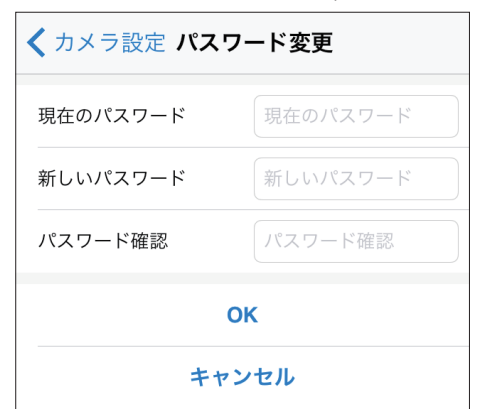 カメラ設定 パスワード変更
現在のパスワード 現在のパスワード
新しいパスワード 新しいパスワード
パスワード確認 パスワード確認
OK
キャンセル